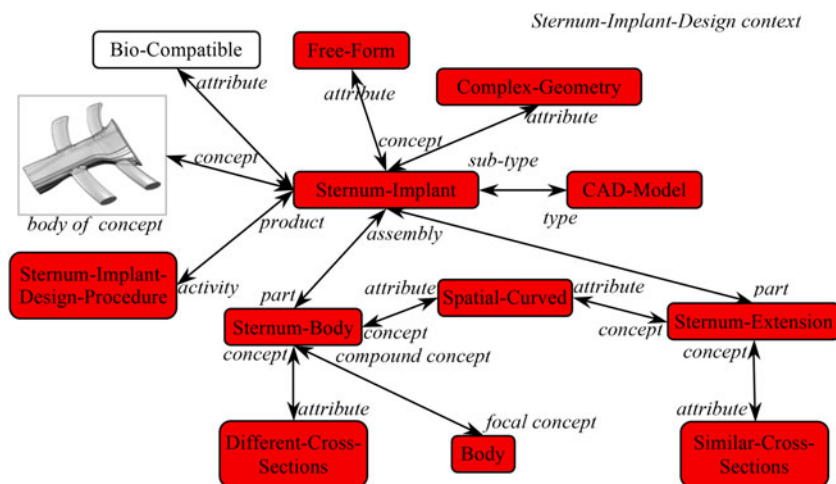 Sternum-Implant-Design context
Bio-Compatible
Free-Form
attribute
attribute
Complex-Geometry
attribute
concept
concept
sub-type
Sternum-Implant
CAD-Model
type
body of concept
product
assembly
Sternum-Implant-
Design-Procedure
activity
part
attribute
Spatial-Curved
attribute
part
Sternum-Body
concept
concept
Sternum-Extension
concept
compound concept
concept
attribute
focal concept
attribute
Different-Cross-
Sections
Body
Similar-Cross-
Sections